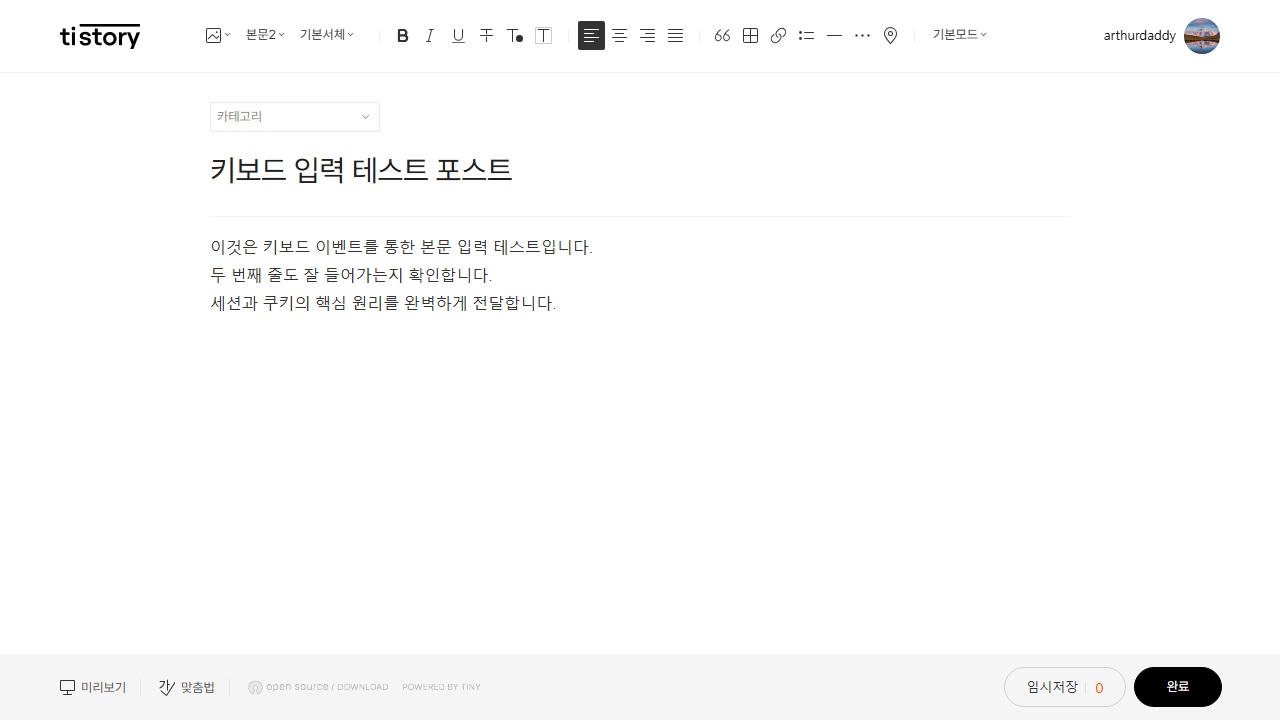 tistory
본문2 기본서체 기본모드 arthurdaddy
카테고리
키보드 입력 테스트 포스트
이것은 키보드 이벤트를 통한 본문 입력 테스트입니다.
두 번째 줄도 잘 들어가는지 확인합니다.
세션과 쿠키의 핵심 원리를 완벽하게 전달합니다.
미리보기 맞춤법 open source / DOWNLOAD POWERED BY TINY 임시저장 0 완료